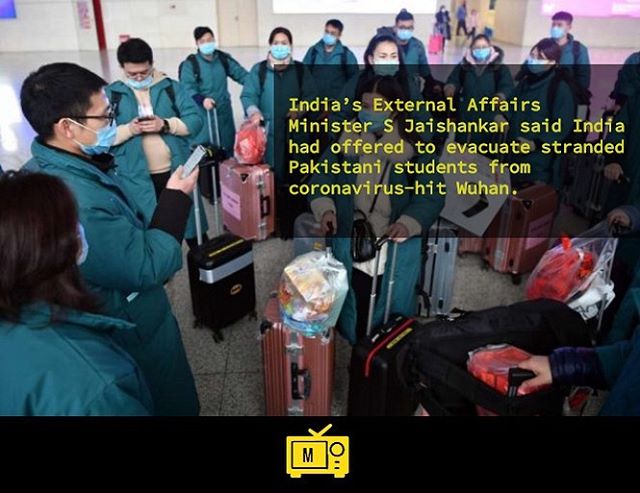 India's External Affairs
Minister S Jaishankar said India
had offered to evacuate stranded
Pakistani students from
coronavirus-hit Wuhan.
M